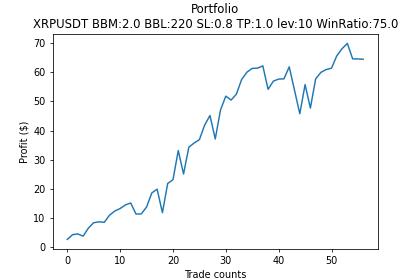 Portfolio
XRPUSDT BBM:2.0 BBL:220 SL:0.8 TP:1.0 lev:10 WinRatio:75.0
70
60
50
40
30
20
10
0
Profit ($)
0 10 20 30 40 50
Trade counts